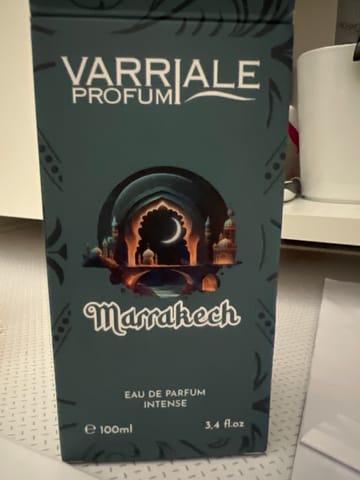 VARRIALE
PROFUMI
Marrakech
EAU DE PARFUM
INTENSE
℮ 100ml
3,4 fl.oz